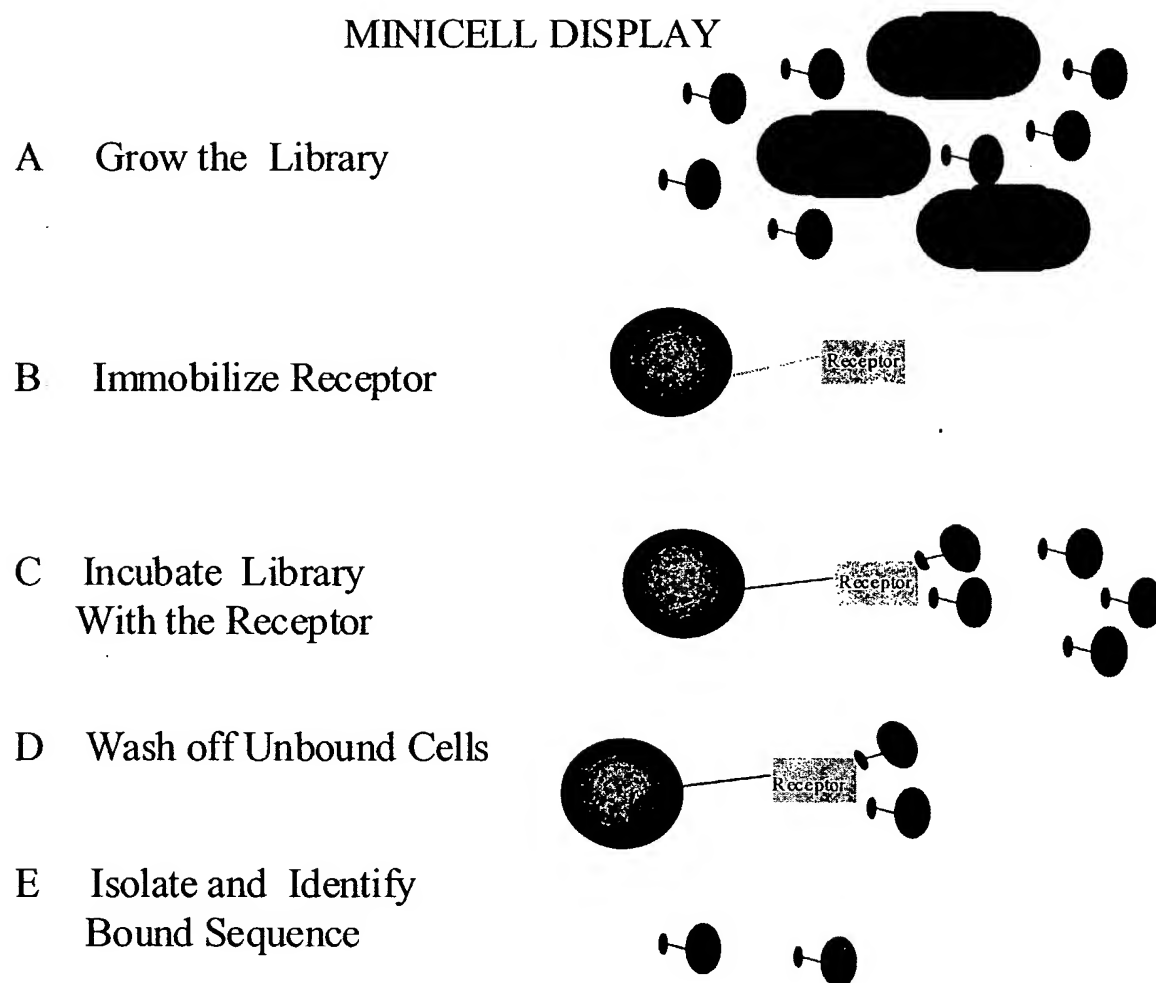 MINICELL DISPLAY
A Grow the Library
B Immobilize Receptor
Receptor
C Incubate Library
With the Receptor
Receptor
D Wash off Unbound Cells
Receptor
E Isolate and Identify
Bound Sequence